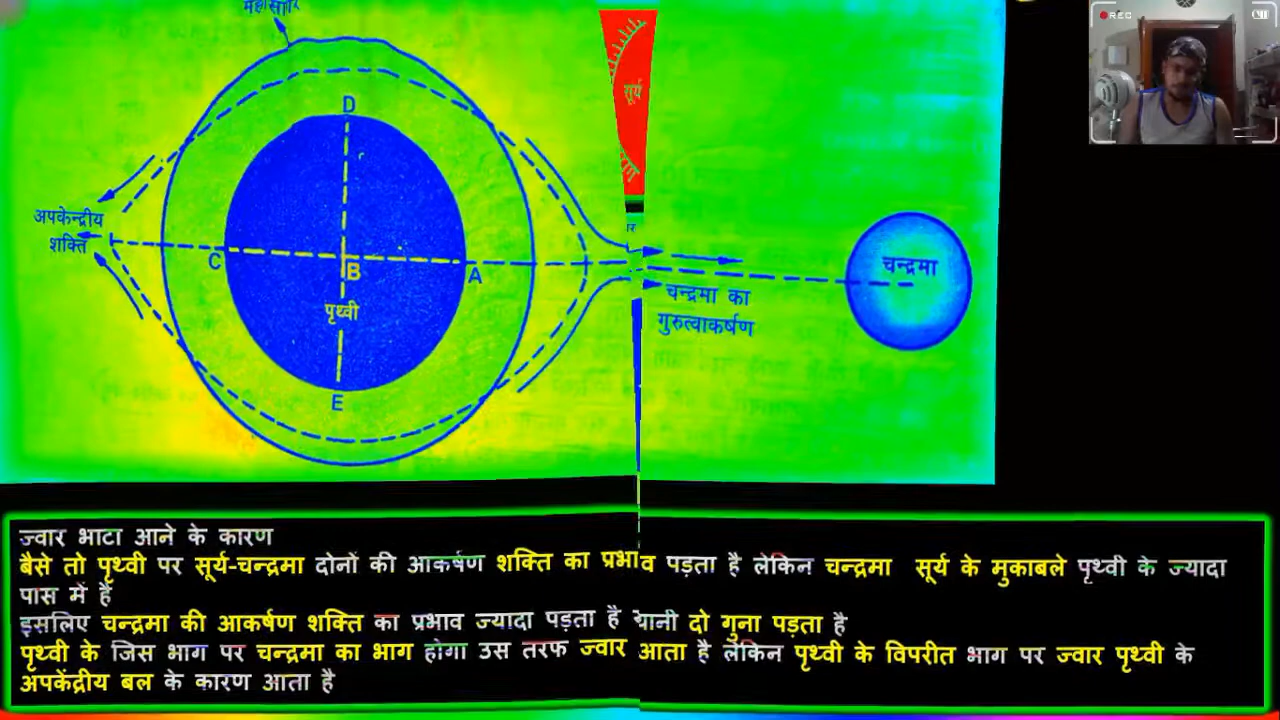 महासागर
D
सूर्य
REC
अपकेन्द्रीय
शक्ति
C
B
A
चन्द्रमा
पृथ्वी
चन्द्रमा का
गुरुत्वाकर्षण
E
ज्वार भाटा आने के कारण
बैसे तो पृथ्वी पर सूर्य-चन्द्रमा दोनों की आकर्षण शक्ति का प्रभाव पड़ता है लेकिन चन्द्रमा सूर्य के मुकाबले पृथ्वी के ज्यादा
पास में है
इसलिए चन्द्रमा की आकर्षण शक्ति का प्रभाव ज्यादा पड़ता है यानी दो गुना पड़ता है
पृथ्वी के जिस भाग पर चन्द्रमा का भाग होगा उस तरफ ज्वार आता है लेकिन पृथ्वी के विपरीत भाग पर ज्वार पृथ्वी के
अपकेंद्रीय बल के कारण आता है